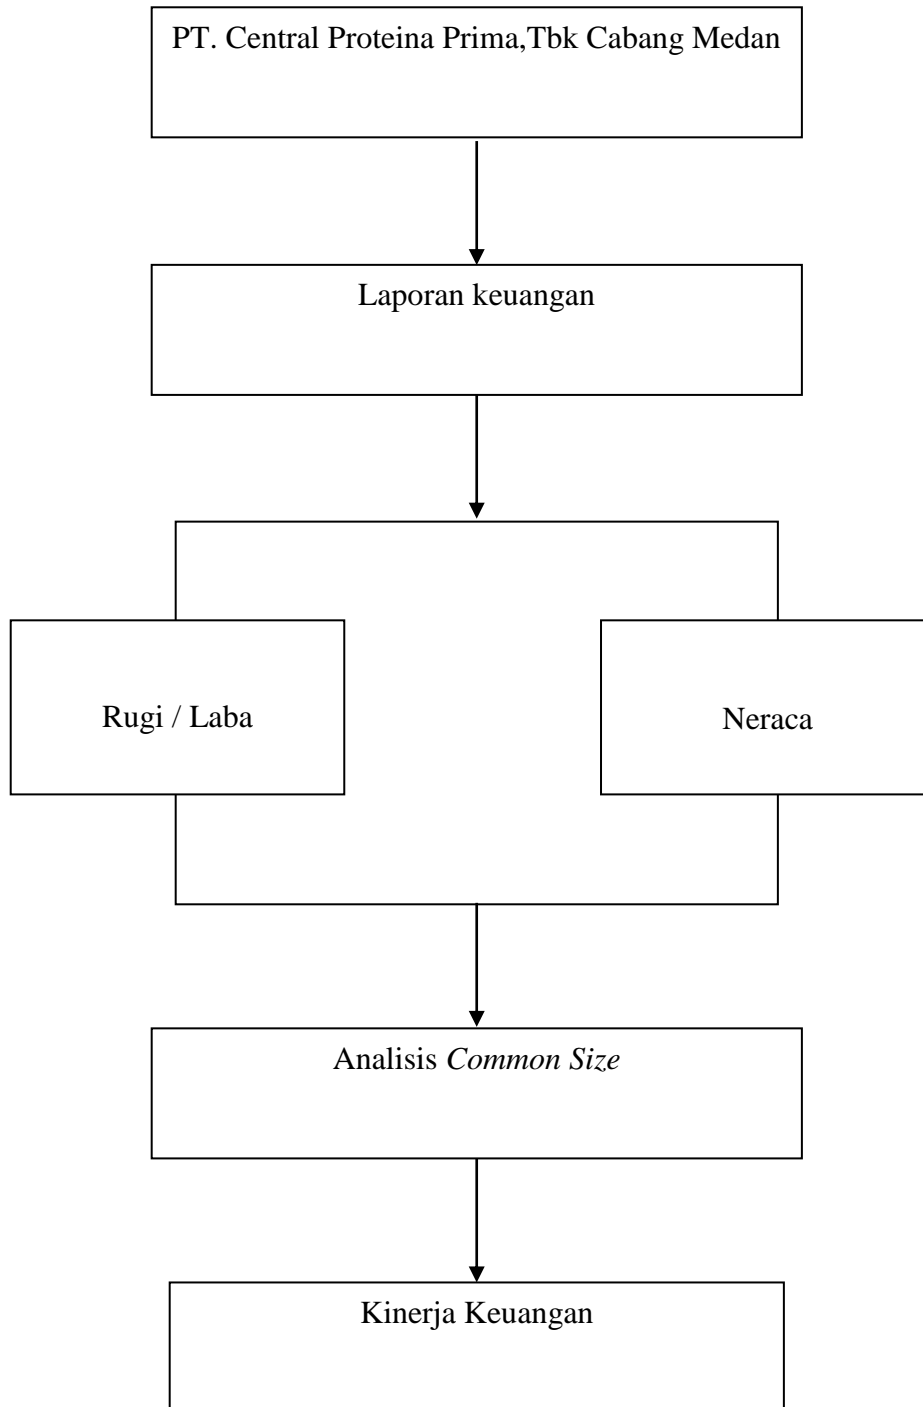 PT. Central Proteina Prima,Tbk Cabang Medan
Laporan keuangan
Rugi / Laba
Neraca
Analisis Common Size
Kinerja Keuangan